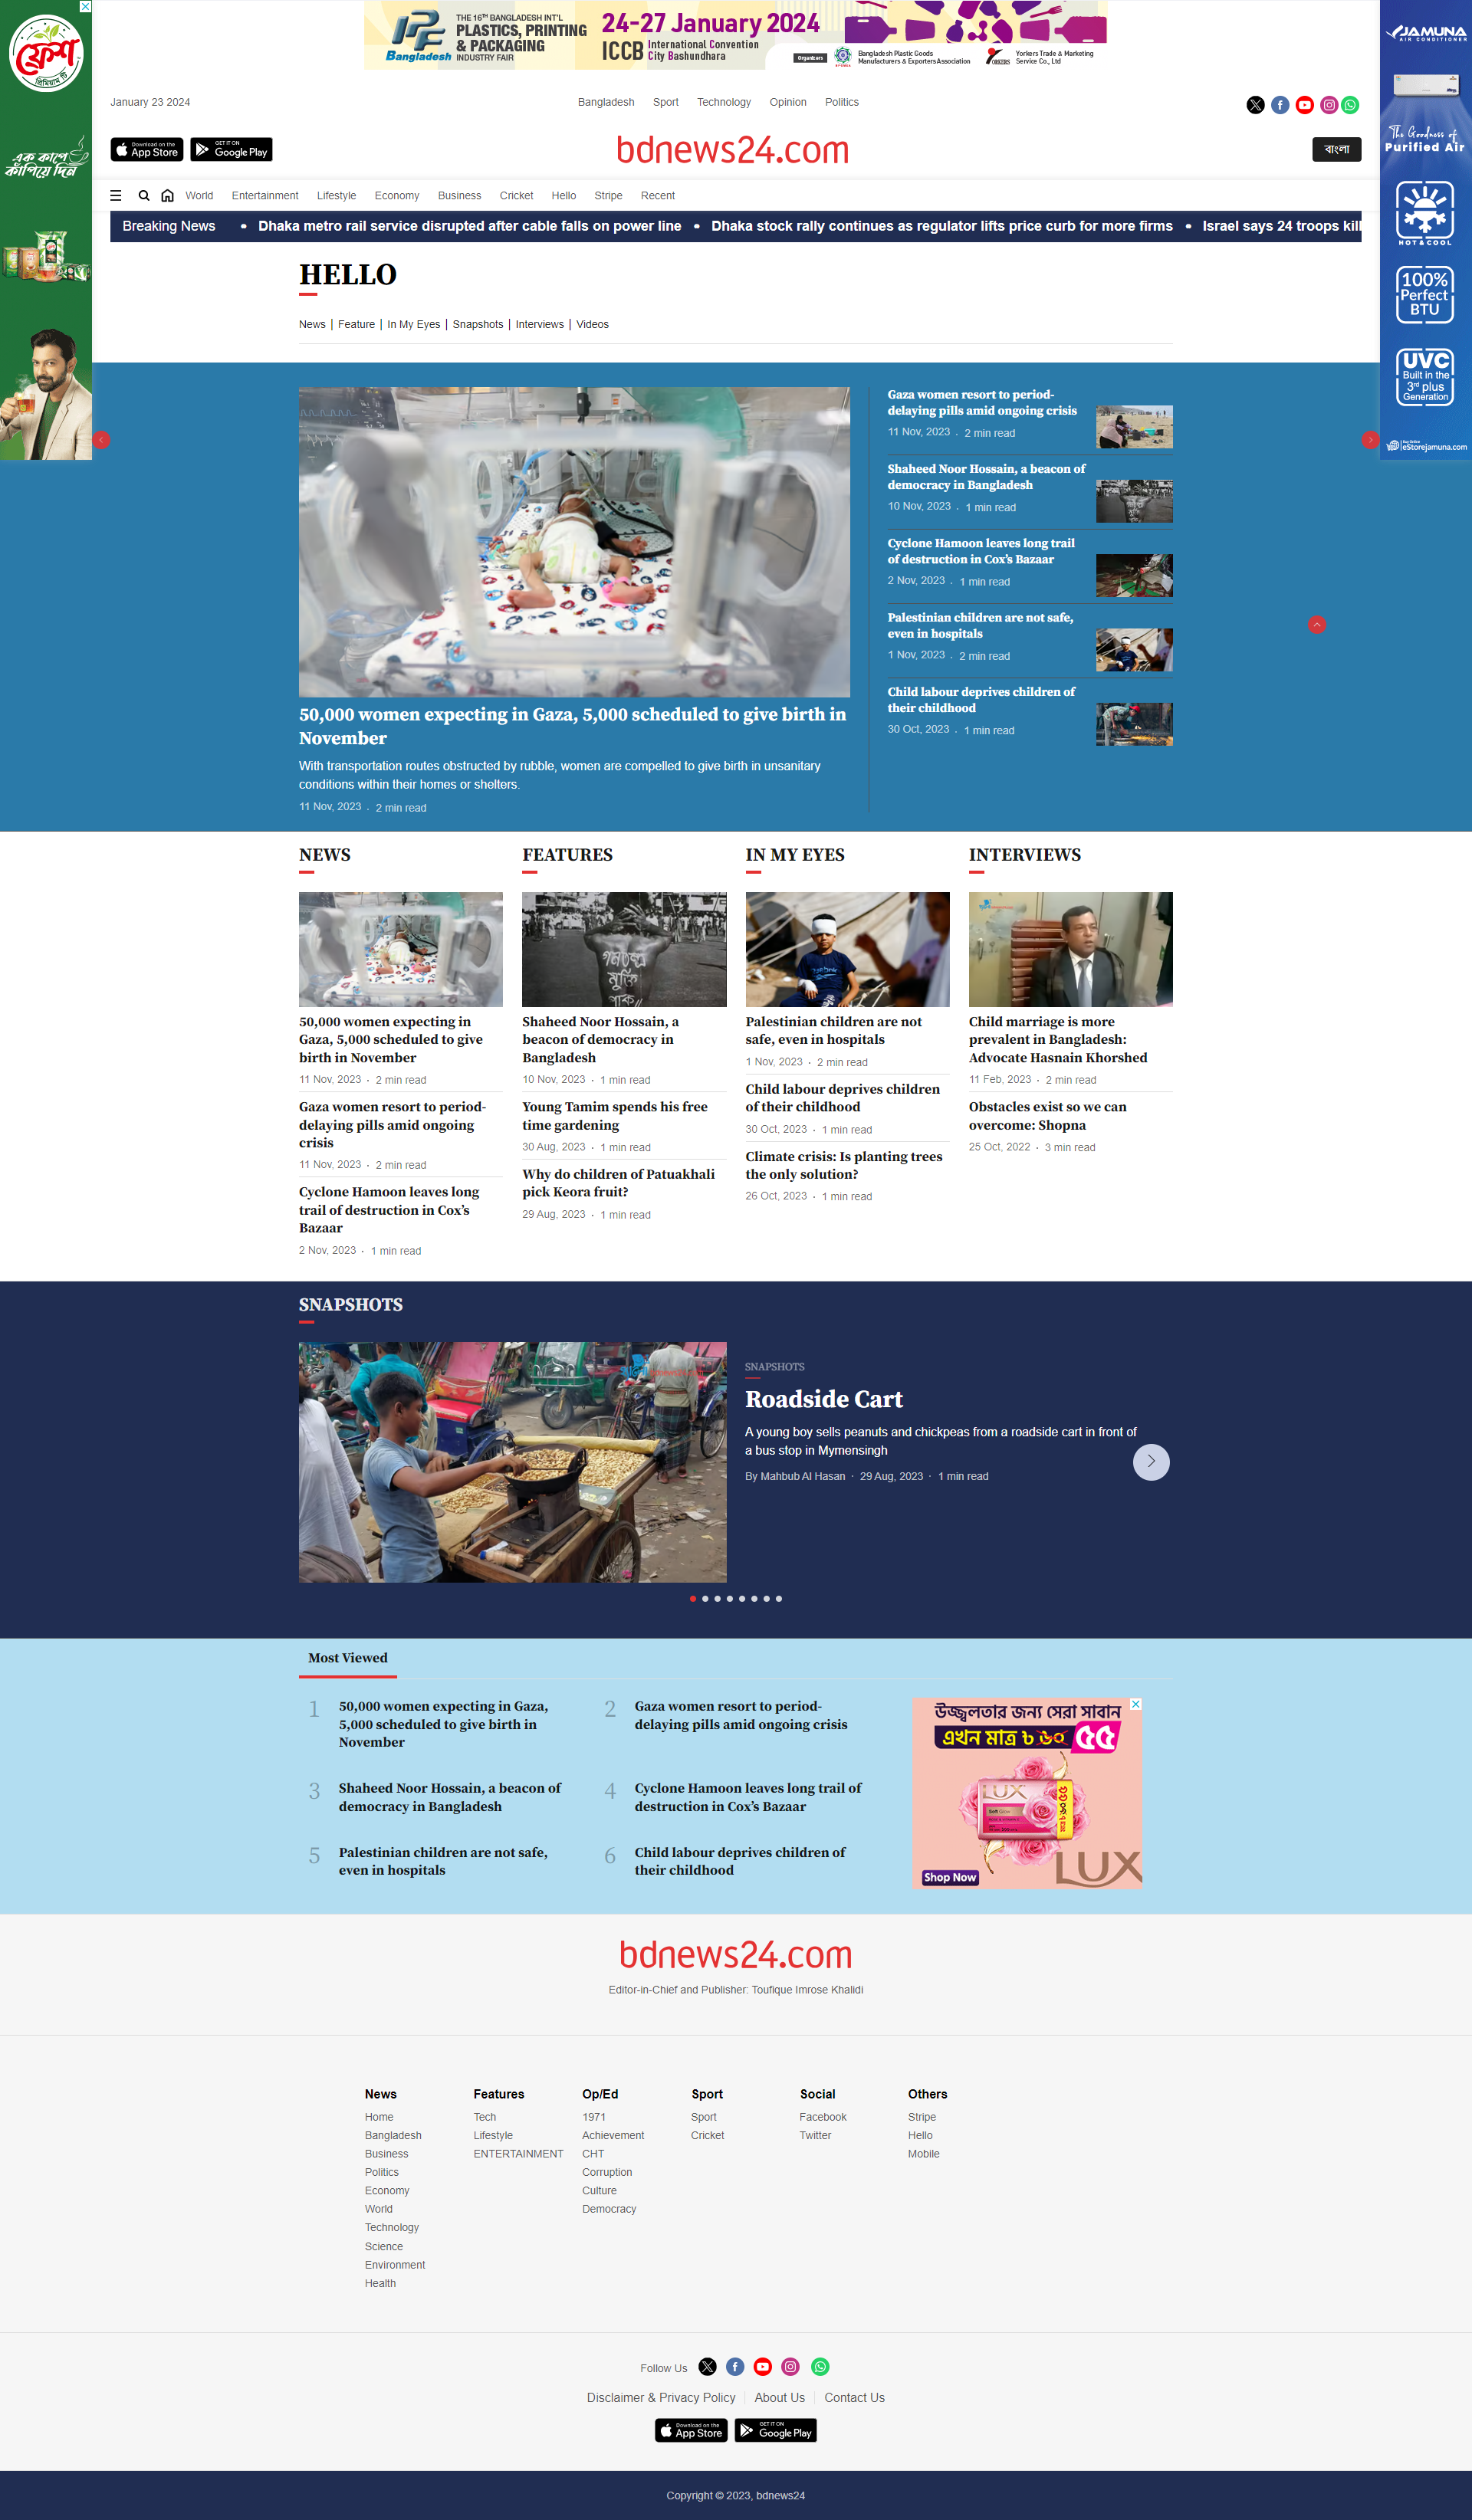 ফ্রেশ
প্রিমিয়াম টি
এক কাপে
কাঁপিয়ে দিন
IPF
Bangladesh
THE 16TH BANGLADESH INT'L
PLASTICS, PRINTING
& PACKAGING
INDUSTRY FAIR
24-27 January 2024
ICCB International Convention
City Bashundhara
Organizers
Bangladesh Plastic Goods
Manufacturers & Exporters Association
YORKERS
Yorkers Trade & Marketing
Service Co., Ltd
JAMUNA
AIR CONDITIONER
The Goodness of
Purified Air
HOT & COOL
100%
Perfect
BTU
UVC
Built in the
3rd plus
Generation
Buy Online
eStorejamuna.com
January 23 2024
Bangladesh Sport Technology Opinion Politics
Download on the
App Store
GET IT ON
Google Play
bdnews24.com
বাংলা
World Entertainment Lifestyle Economy Business Cricket Hello Stripe Recent
Breaking News • Dhaka metro rail service disrupted after cable falls on power line • Dhaka stock rally continues as regulator lifts price curb for more firms • Israel says 24 troops kill
HELLO
News | Feature | In My Eyes | Snapshots | Interviews | Videos
50,000 women expecting in Gaza, 5,000 scheduled to give birth in
November
With transportation routes obstructed by rubble, women are compelled to give birth in unsanitary
conditions within their homes or shelters.
11 Nov, 2023 . 2 min read
Gaza women resort to period-
delaying pills amid ongoing crisis
11 Nov, 2023 . 2 min read
Shaheed Noor Hossain, a beacon of
democracy in Bangladesh
10 Nov, 2023 . 1 min read
Cyclone Hamoon leaves long trail
of destruction in Cox’s Bazaar
2 Nov, 2023 . 1 min read
Palestinian children are not safe,
even in hospitals
1 Nov, 2023 . 2 min read
Child labour deprives children of
their childhood
30 Oct, 2023 . 1 min read
NEWS
50,000 women expecting in
Gaza, 5,000 scheduled to give
birth in November
11 Nov, 2023 · 2 min read
Gaza women resort to period-
delaying pills amid ongoing
crisis
11 Nov, 2023 · 2 min read
Cyclone Hamoon leaves long
trail of destruction in Cox’s
Bazaar
2 Nov, 2023 · 1 min read
FEATURES
গনতন্ত্র
মুক্তি
পাক
Shaheed Noor Hossain, a
beacon of democracy in
Bangladesh
10 Nov, 2023 · 1 min read
Young Tamim spends his free
time gardening
30 Aug, 2023 · 1 min read
Why do children of Patuakhali
pick Keora fruit?
29 Aug, 2023 · 1 min read
IN MY EYES
Palestinian children are not
safe, even in hospitals
1 Nov, 2023 · 2 min read
Child labour deprives children
of their childhood
30 Oct, 2023 · 1 min read
Climate crisis: Is planting trees
the only solution?
26 Oct, 2023 · 1 min read
INTERVIEWS
Child marriage is more
prevalent in Bangladesh:
Advocate Hasnain Khorshed
11 Feb, 2023 · 2 min read
Obstacles exist so we can
overcome: Shopna
25 Oct, 2022 · 3 min read
SNAPSHOTS
SNAPSHOTS
Roadside Cart
A young boy sells peanuts and chickpeas from a roadside cart in front of
a bus stop in Mymensingh
By Mahbub Al Hasan · 29 Aug, 2023 · 1 min read
Most Viewed
1 50,000 women expecting in Gaza,
5,000 scheduled to give birth in
November
2 Gaza women resort to period-
delaying pills amid ongoing crisis
3 Shaheed Noor Hossain, a beacon of
democracy in Bangladesh
4 Cyclone Hamoon leaves long trail of
destruction in Cox’s Bazaar
5 Palestinian children are not safe,
even in hospitals
6 Child labour deprives children of
their childhood
উজ্জ্বলতার জন্য সেরা সাবান
এখন মাত্র ৳ ৬০ ৫৫
LUX
Soft Glow
LUX
Shop Now
bdnews24.com
Editor-in-Chief and Publisher: Toufique Imrose Khalidi
News
Home
Bangladesh
Business
Politics
Economy
World
Technology
Science
Environment
Health
Features
Tech
Lifestyle
ENTERTAINMENT
Op/Ed
1971
Achievement
CHT
Corruption
Culture
Democracy
Sport
Sport
Cricket
Social
Facebook
Twitter
Others
Stripe
Hello
Mobile
Follow Us
Disclaimer & Privacy Policy | About Us | Contact Us
Download on the
App Store
GET IT ON
Google Play
Copyright © 2023, bdnews24